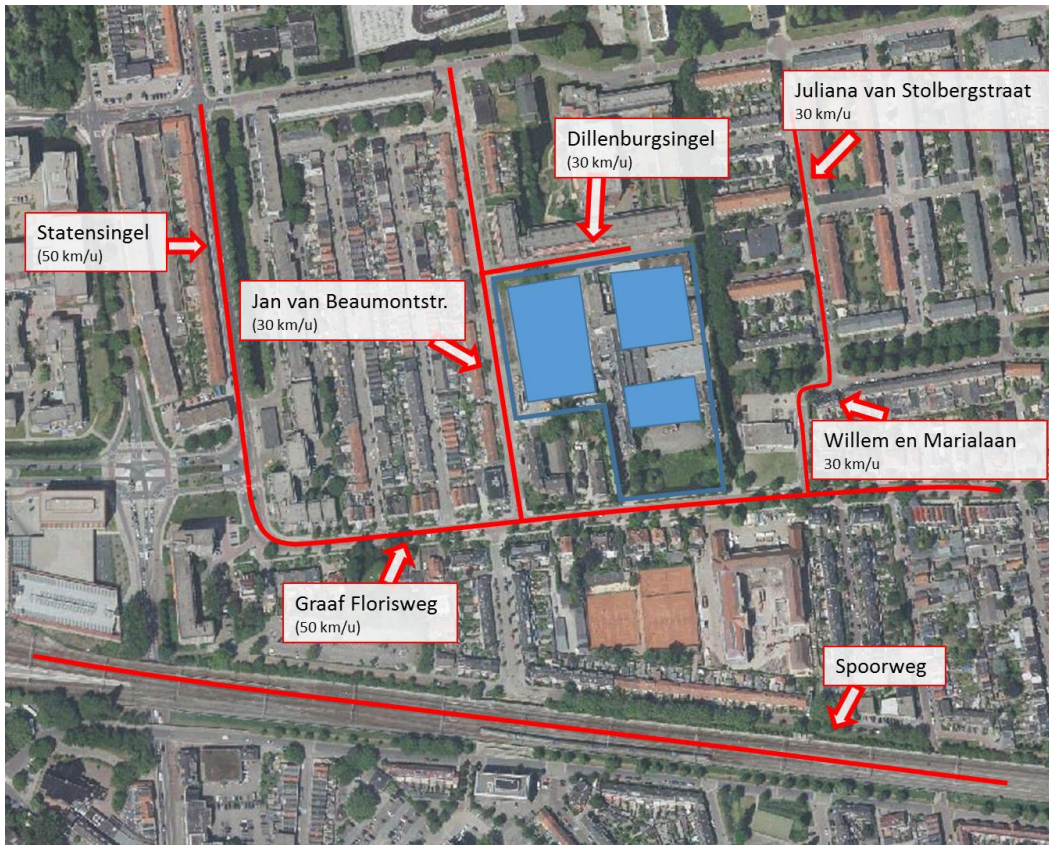 Juliana van Stolbergstraat
30 km/u
Dillenburgsingel
(30 km/u)
Statensingel
(50 km/u)
Jan van Beaumontstr.
(30 km/u)
Willem en Marialaan
30 km/u
Graaf Florisweg
(50 km/u)
Spoorweg